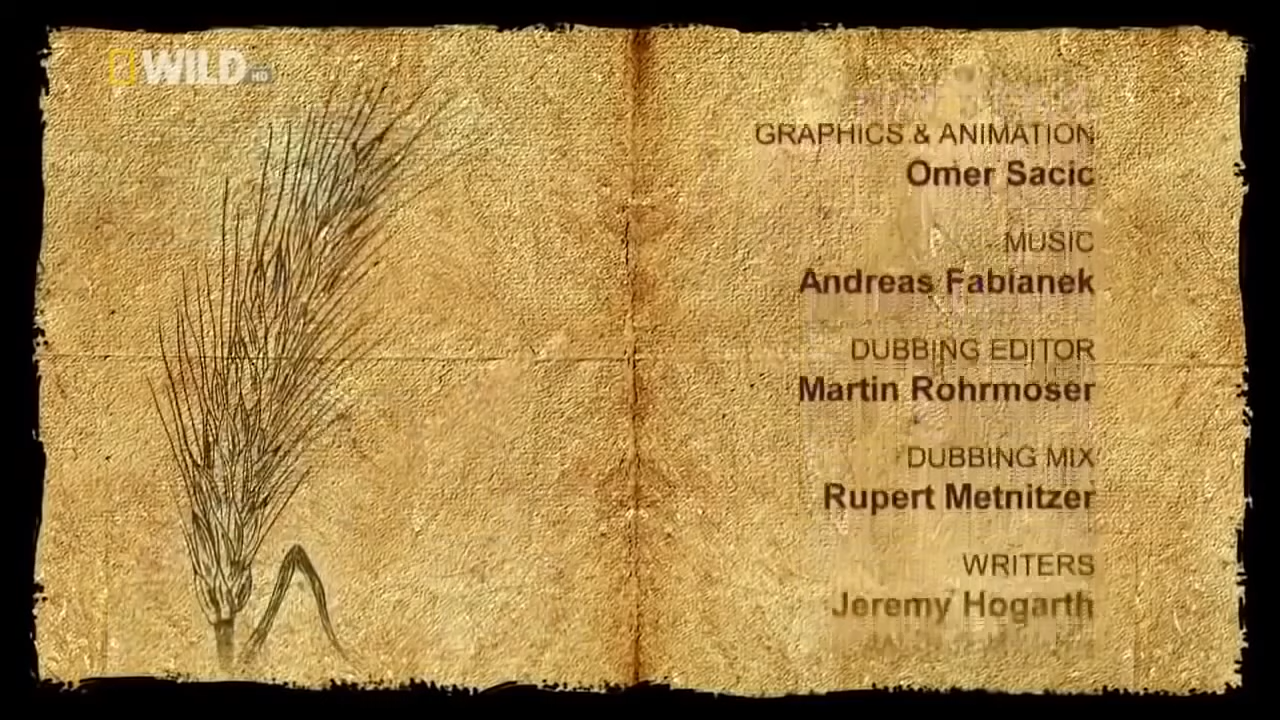 WILD HD
GRAPHICS & ANIMATION
Omer Sacic
MUSIC
Andreas Fabianek
DUBBING EDITOR
Martin Rohrmoser
DUBBING MIX
Rupert Metnitzer
WRITERS
Jeremy Hogarth